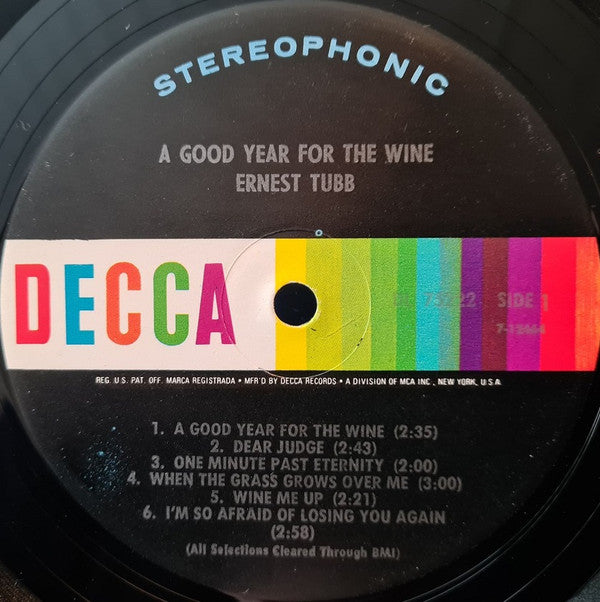 STEREOPHONIC
A GOOD YEAR FOR THE WINE
ERNEST TUBB
DECCA
SIDE 1
REG. U.S. PAT. OFF. MARCA REGISTRADA • MFR'D BY DECCA RECORDS • A DIVISION OF MCA INC., NEW YORK, U.S.A.
1. A GOOD YEAR FOR THE WINE (2:35)
2. DEAR JUDGE (2:43)
3. ONE MINUTE PAST ETERNITY (2:00)
4. WHEN THE GRASS GROWS OVER ME (3:00)
5. WINE ME UP (2:21)
6. I'M SO AFRAID OF LOSING YOU AGAIN
(2:58)
(All Selections Cleared Through BMI)